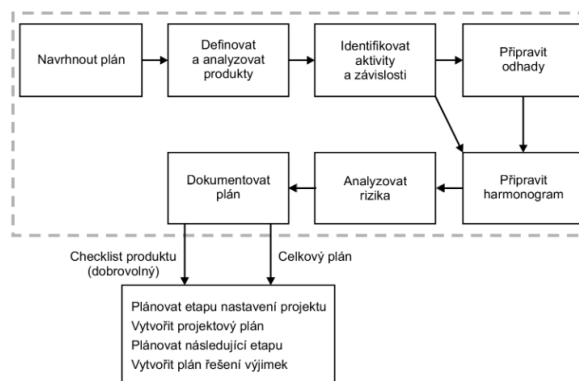 Navrhnout plán
Definovat
a analyzovat
produkty
Identifikovat
aktivity
a závislosti
Připravit
odhady
Dokumentovat
plán
Analyzovat
rizika
Připravit
harmonogram
Checklist produktu
(dobrovolný)
Celkový plán
Plánovat etapu nastavení projektu
Vytvořit projektový plán
Plánovat následující etapu
Vytvořit plán řešení výjimek